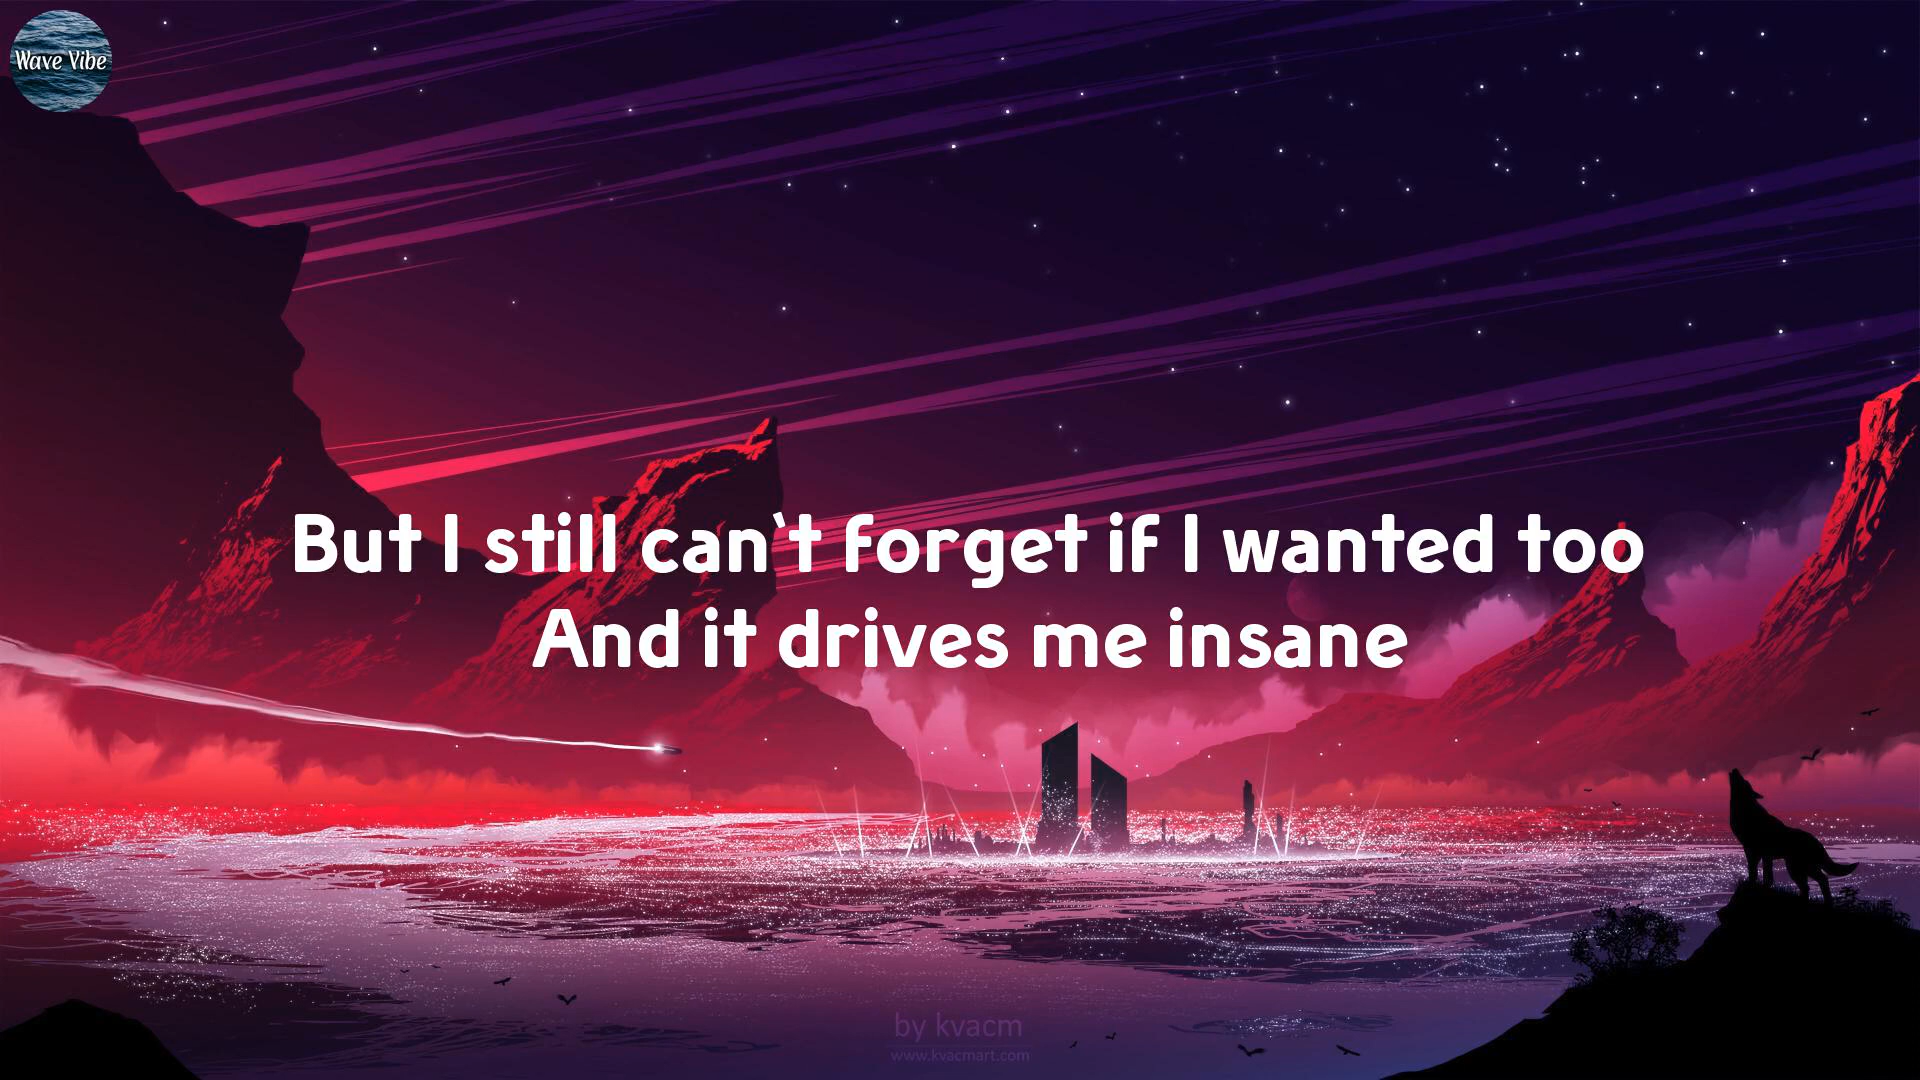 Wave Vibe
But I still can`t forget if I wanted too
And it drives me insane
by kvacm
www.kvacmart.com